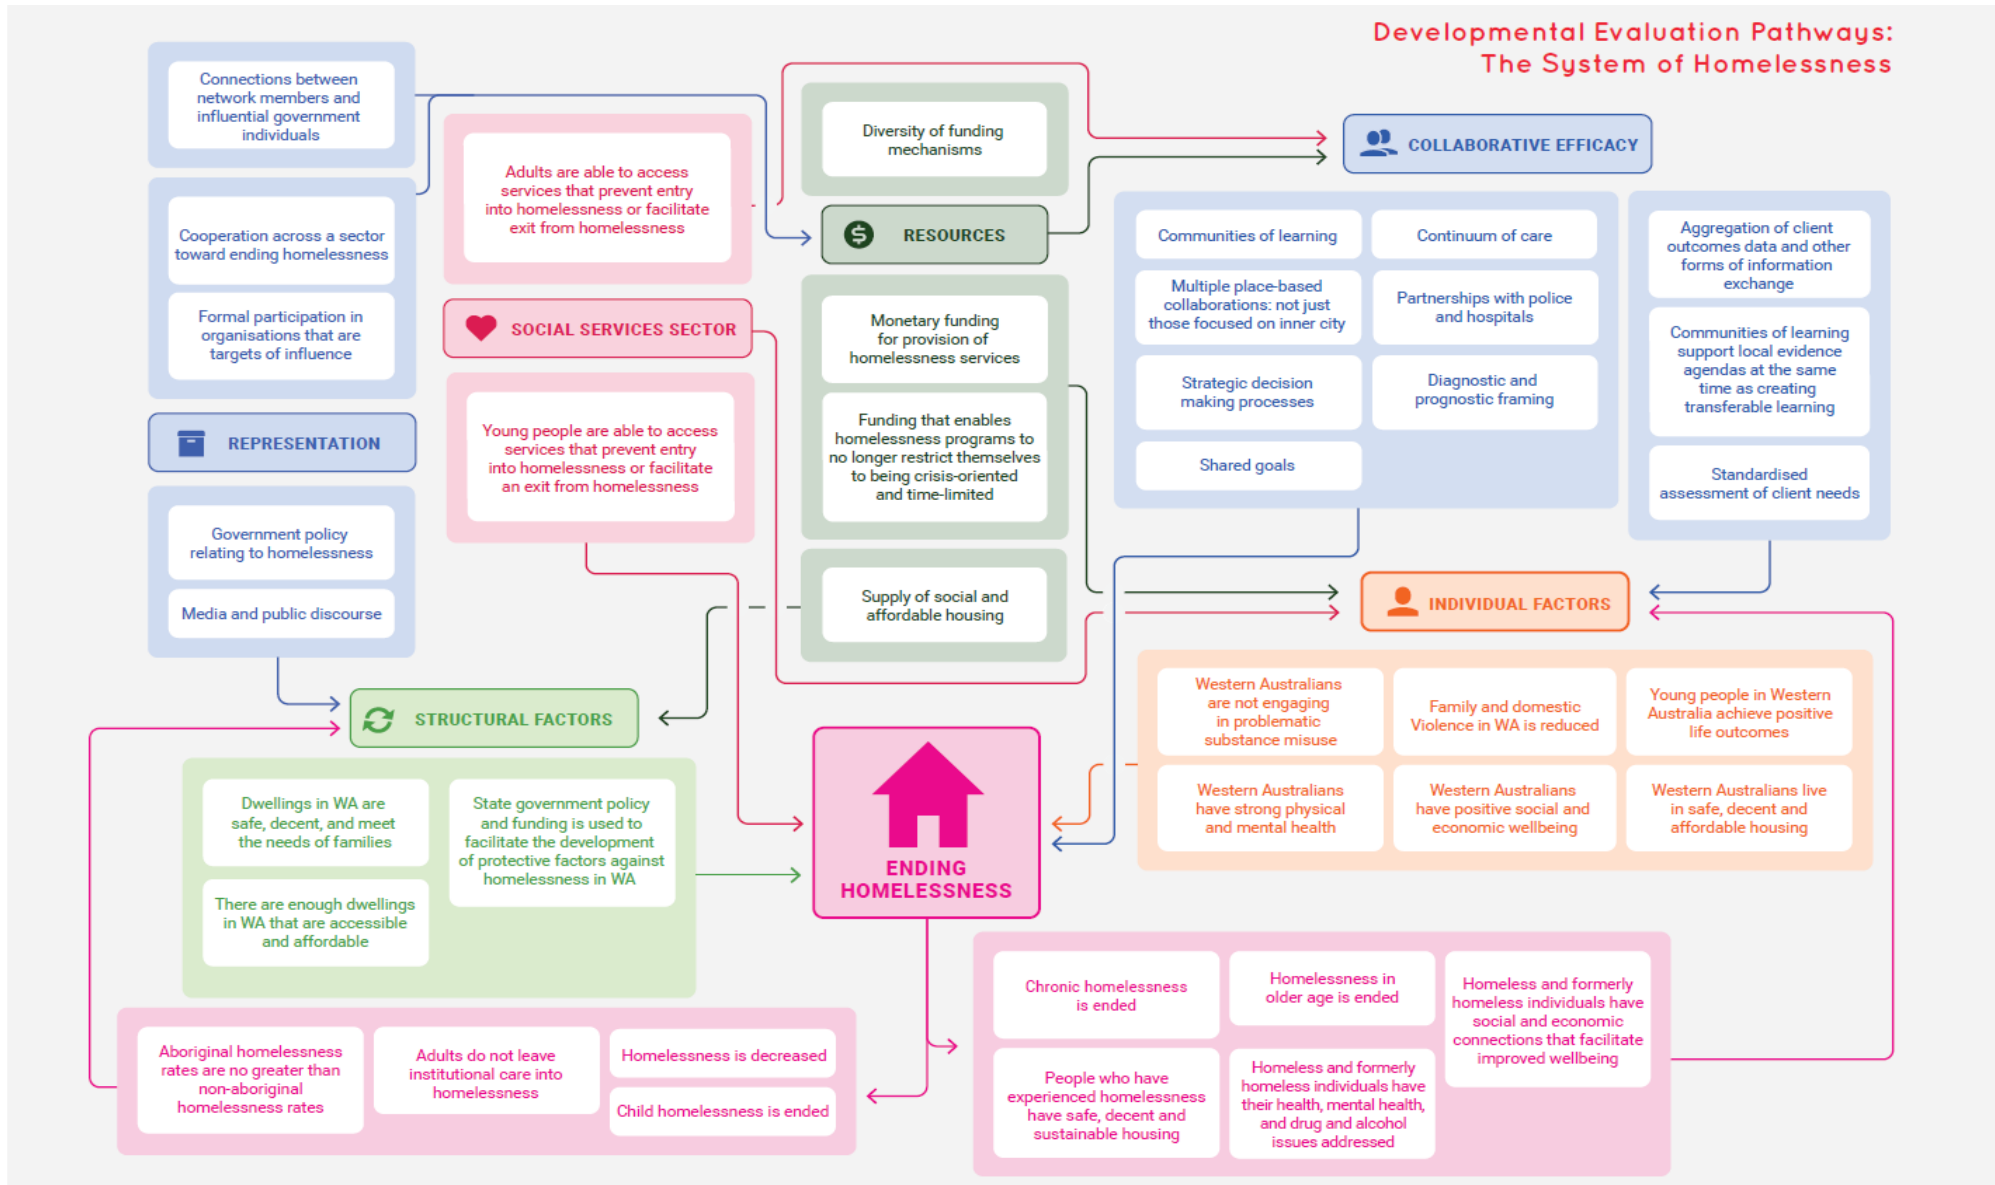 Developmental Evaluation Pathways:
The System of Homelessness
Connections between
network members and
influential government
individuals
Cooperation across a sector
toward ending homelessness
Formal participation in
organisations that are
targets of influence
REPRESENTATION
Government policy
relating to homelessness
Media and public discourse
Adults are able to access
services that prevent entry
into homelessness or facilitate
exit from homelessness
SOCIAL SERVICES SECTOR
Young people are able to access
services that prevent entry
into homelessness or facilitate
an exit from homelessness
Diversity of funding
mechanisms
RESOURCES
Monetary funding
for provision of
homelessness services
Funding that enables
homelessness programs to
no longer restrict themselves
to being crisis-oriented
and time-limited
Supply of social and
affordable housing
COLLABORATIVE EFFICACY
Communities of learning
Continuum of care
Multiple place-based
collaborations: not just
those focused on inner city
Partnerships with police
and hospitals
Strategic decision
making processes
Diagnostic and
prognostic framing
Shared goals
Aggregation of client
outcomes data and other
forms of information
exchange
Communities of learning
support local evidence
agendas at the same
time as creating
transferable learning
Standardised
assessment of client needs
INDIVIDUAL FACTORS
Western Australians
are not engaging
in problematic
substance misuse
Family and domestic
Violence in WA is reduced
Young people in Western
Australia achieve positive
life outcomes
Western Australians
have strong physical
and mental health
Western Australians
have positive social and
economic wellbeing
Western Australians live
in safe, decent and
affordable housing
STRUCTURAL FACTORS
Dwellings in WA are
safe, decent, and meet
the needs of families
State government policy
and funding is used to
facilitate the development
of protective factors against
homelessness in WA
There are enough dwellings
in WA that are accessible
and affordable
ENDING
HOMELESSNESS
Aboriginal homelessness
rates are no greater than
non-aboriginal
homelessness rates
Adults do not leave
institutional care into
homelessness
Homelessness is decreased
Child homelessness is ended
Chronic homelessness
is ended
Homelessness in
older age is ended
Homeless and formerly
homeless individuals have
social and economic
connections that facilitate
improved wellbeing
People who have
experienced homelessness
have safe, decent and
sustainable housing
Homeless and formerly
homeless individuals have
their health, mental health,
and drug and alcohol
issues addressed